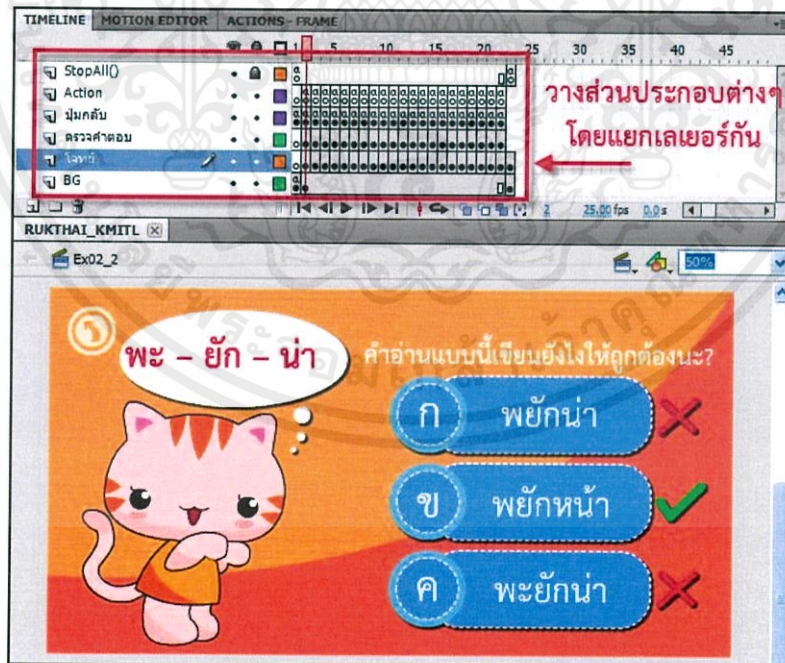 TIMELINE MOTION EDITOR ACTIONS - FRAME
1 5 10 15 20 25 30 35 40 45
StopAll()
Action
ปุ่มกลับ
ตรวจคำตอบ
โจทย์
BG
วางส่วนประกอบต่างๆ
โดยแยกเลเยอร์กัน
2 25.00 fps 0.0s
RUKTHAI_KMITL
Ex02_2 50%
พะ – ยัก – น่า
คำอ่านแบบนี้เขียนยังไงให้ถูกต้องนะ?
ก พยักน่า
ข พยักหน้า
ค พะยักน่า